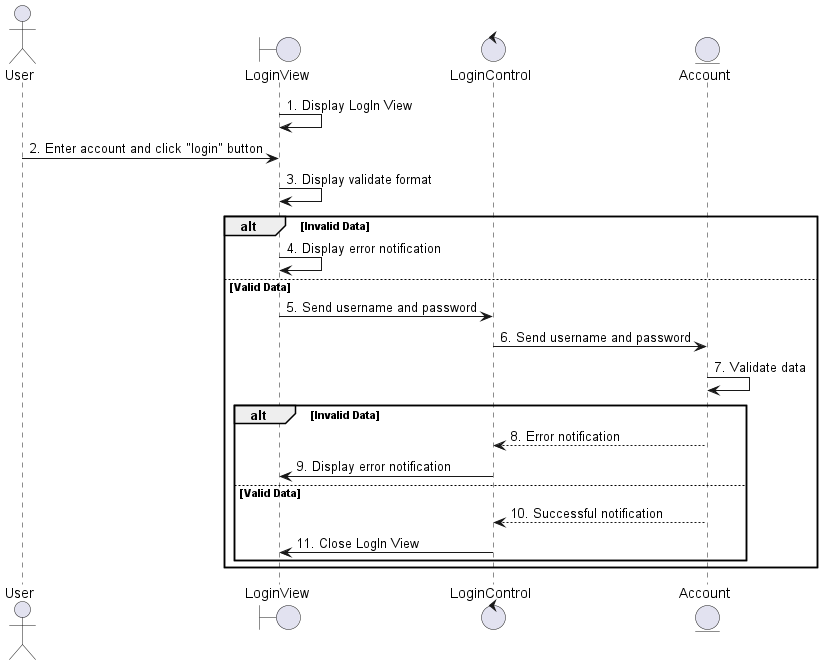 User
LoginView
LoginControl
Account
1. Display LogIn View
2. Enter account and click "login" button
3. Display validate format
alt [Invalid Data]
4. Display error notification
[Valid Data]
5. Send username and password
6. Send username and password
7. Validate data
alt [Invalid Data]
8. Error notification
9. Display error notification
[Valid Data]
10. Successful notification
11. Close LogIn View
User
LoginView
LoginControl
Account